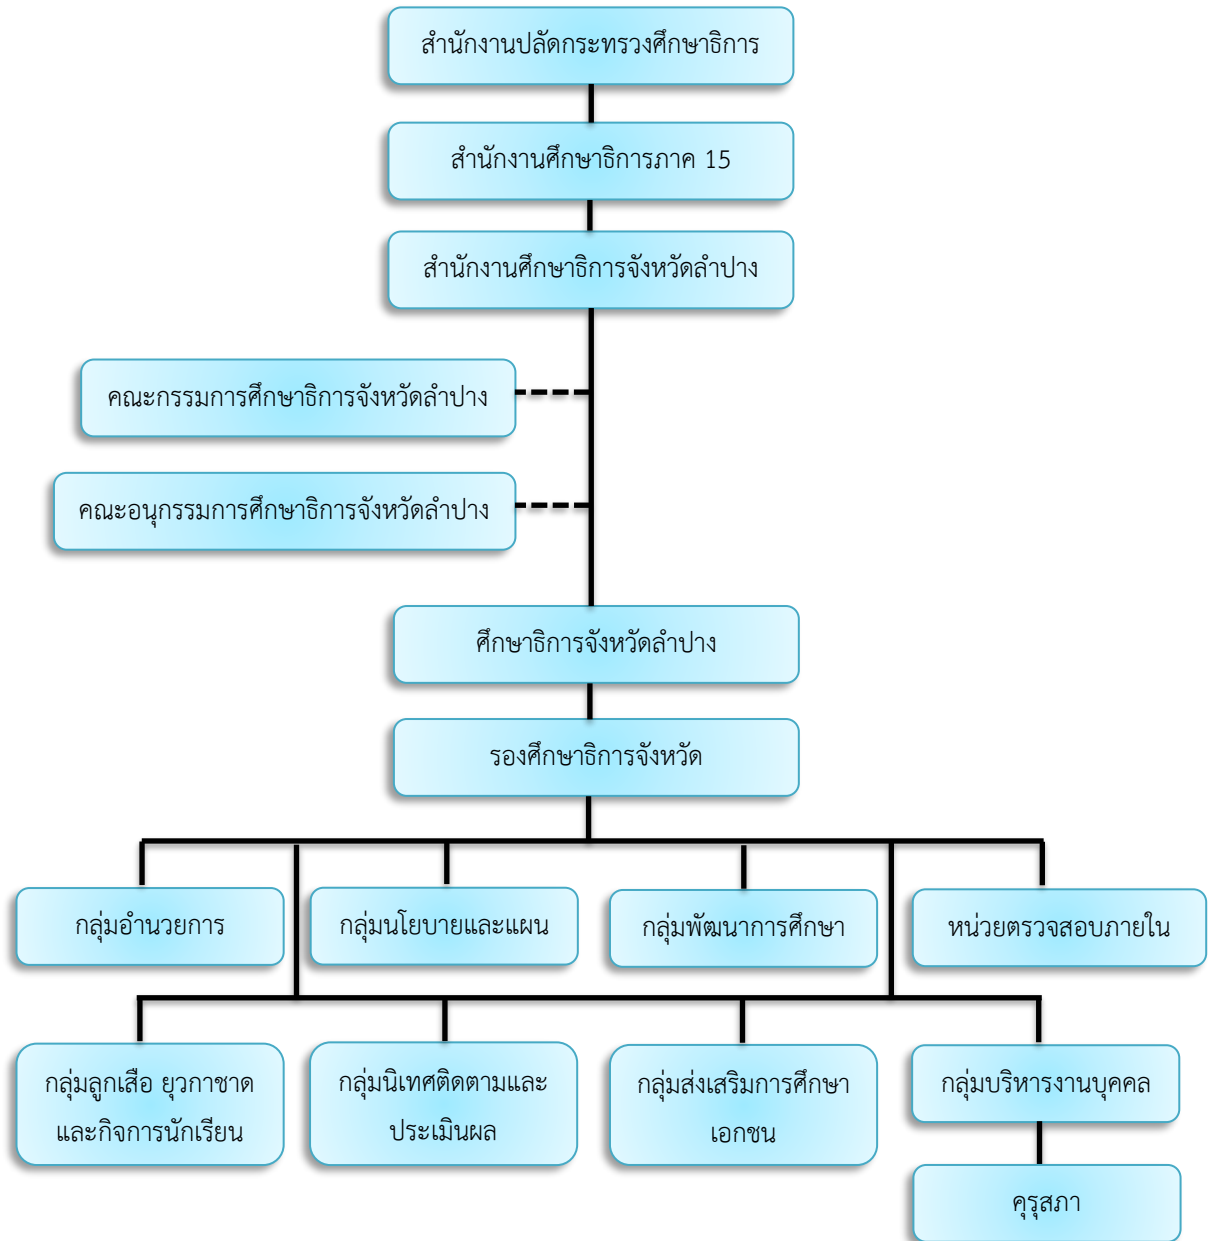 สำนักงานปลัดกระทรวงศึกษาธิการ
สำนักงานศึกษาธิการภาค 15
สำนักงานศึกษาธิการจังหวัดลำปาง
คณะกรรมการศึกษาธิการจังหวัดลำปาง
คณะอนุกรรมการศึกษาธิการจังหวัดลำปาง
ศึกษาธิการจังหวัดลำปาง
รองศึกษาธิการจังหวัด
กลุ่มอำนวยการ
กลุ่มนโยบายและแผน
กลุ่มพัฒนาการศึกษา
หน่วยตรวจสอบภายใน
กลุ่มลูกเสือ ยุวกาชาด
และกิจการนักเรียน
กลุ่มนิเทศติดตามและ
ประเมินผล
กลุ่มส่งเสริมการศึกษา
เอกชน
กลุ่มบริหารงานบุคคล
คุรุสภา